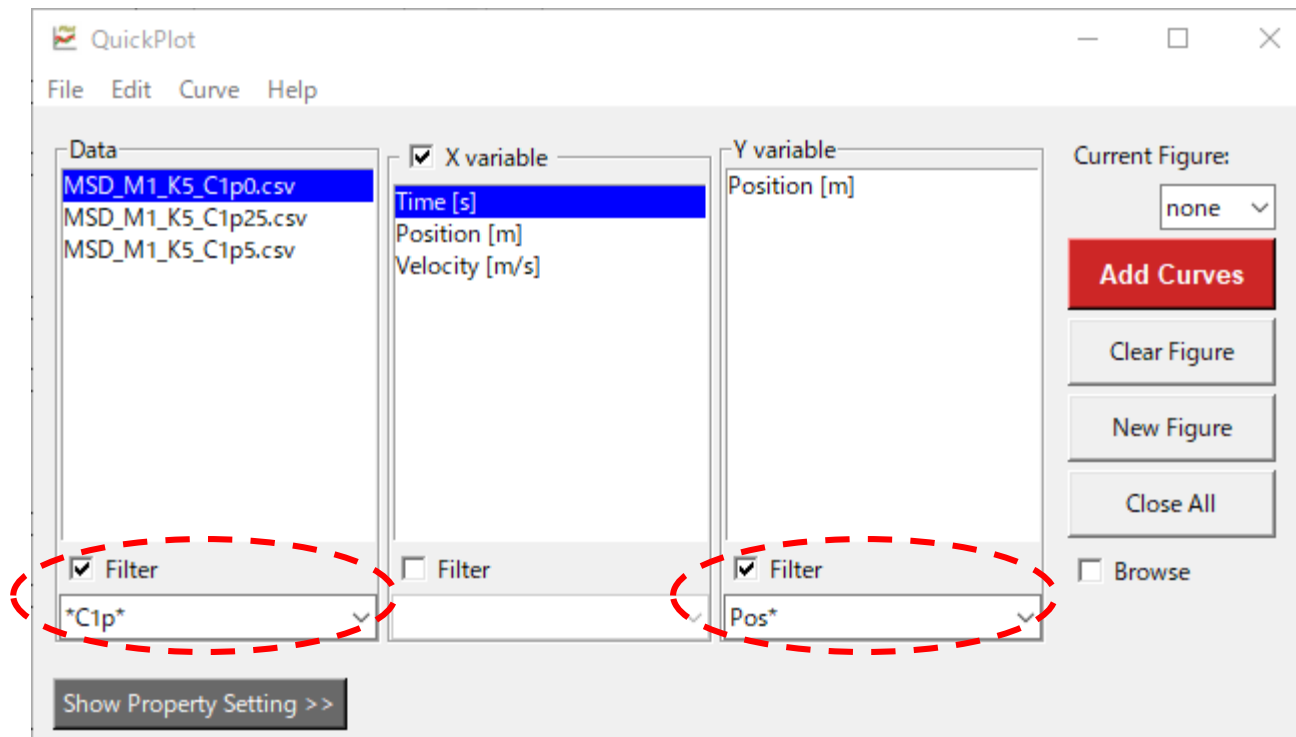 QuickPlot
File Edit Curve Help
Data
MSD_M1_K5_C1p0.csv
MSD_M1_K5_C1p25.csv
MSD_M1_K5_C1p5.csv
Filter
*C1p*
X variable
Time [s]
Position [m]
Velocity [m/s]
Filter
Y variable
Position [m]
Filter
Pos*
Current Figure:
none
Add Curves
Clear Figure
New Figure
Close All
Browse
Show Property Setting >>